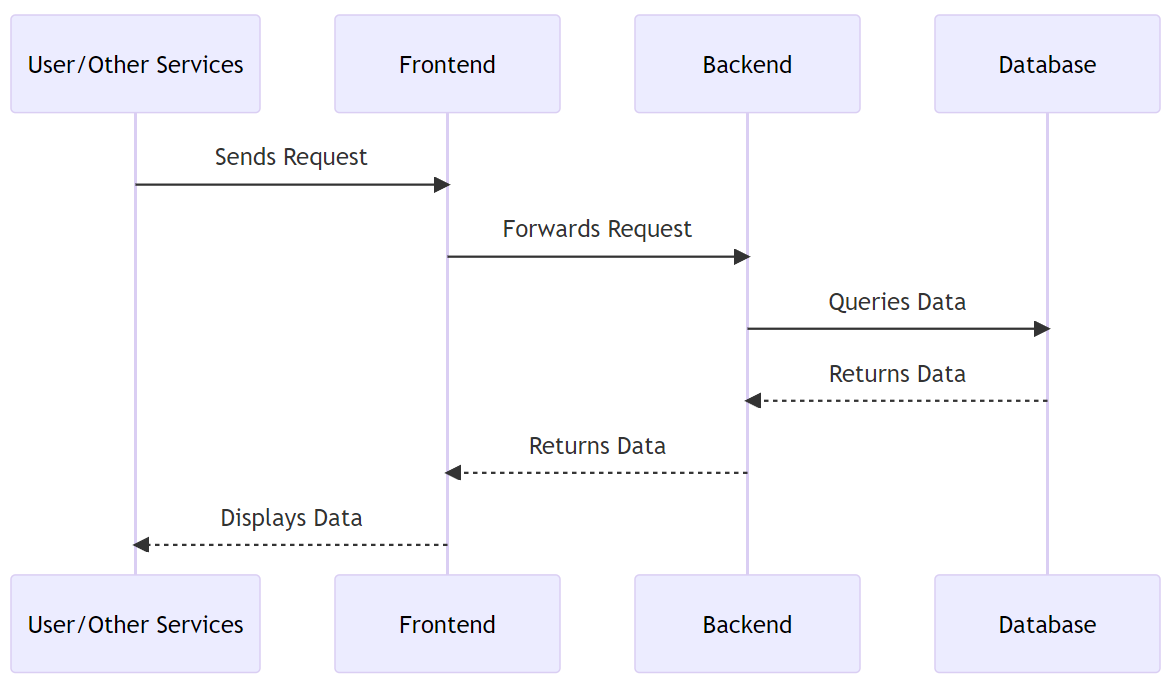 User/Other Services
Frontend
Backend
Database
Sends Request
Forwards Request
Queries Data
Returns Data
Returns Data
Displays Data
User/Other Services
Frontend
Backend
Database